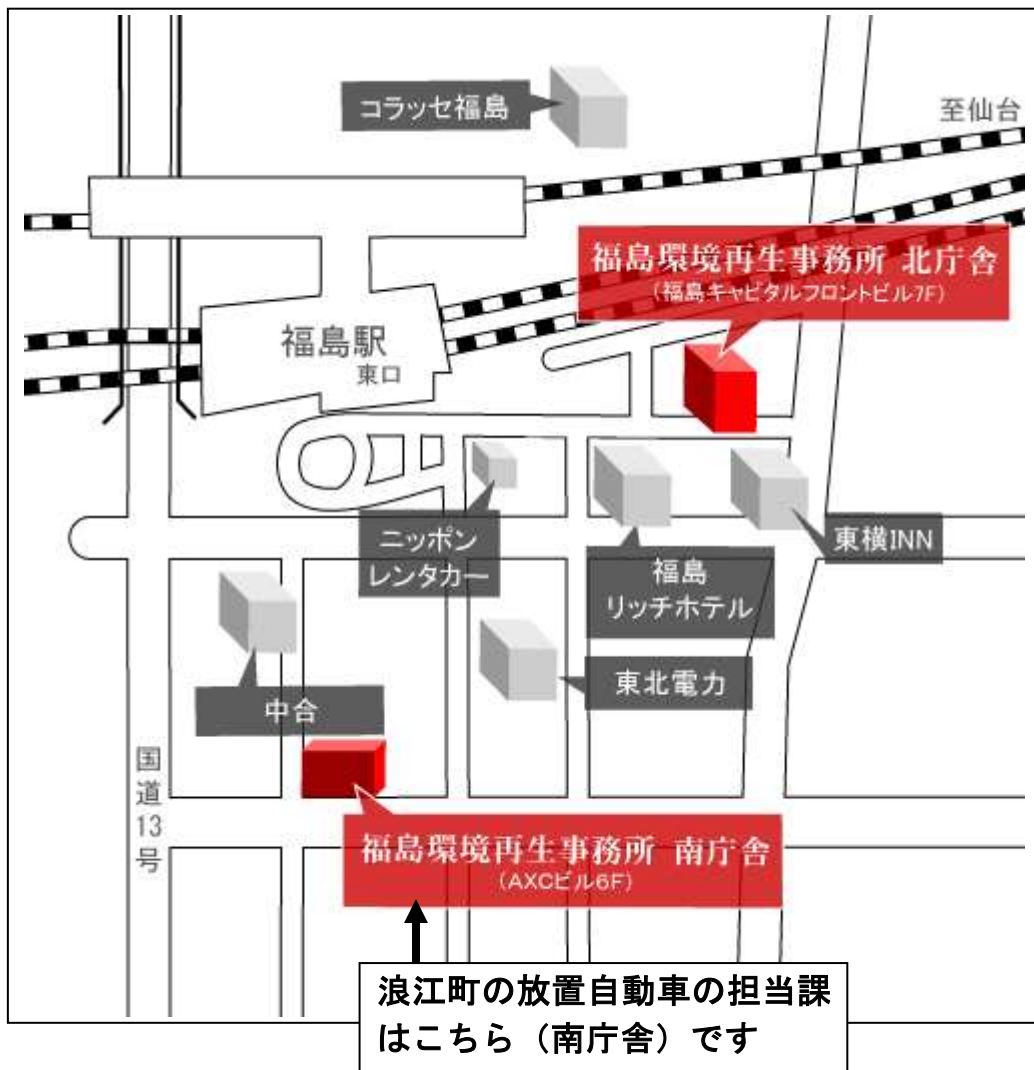 コラッセ福島
至仙台
福島環境再生事務所 北庁舎
(福島キャピタルフロントビル7F)
福島駅
東口
ニッポン
レンタカー
福島
リッチホテル
東横INN
東北電力
中合
国道13号
福島環境再生事務所 南庁舎
(AXCビル6F)
浪江町の放置自動車の担当課
はこちら（南庁舎）です